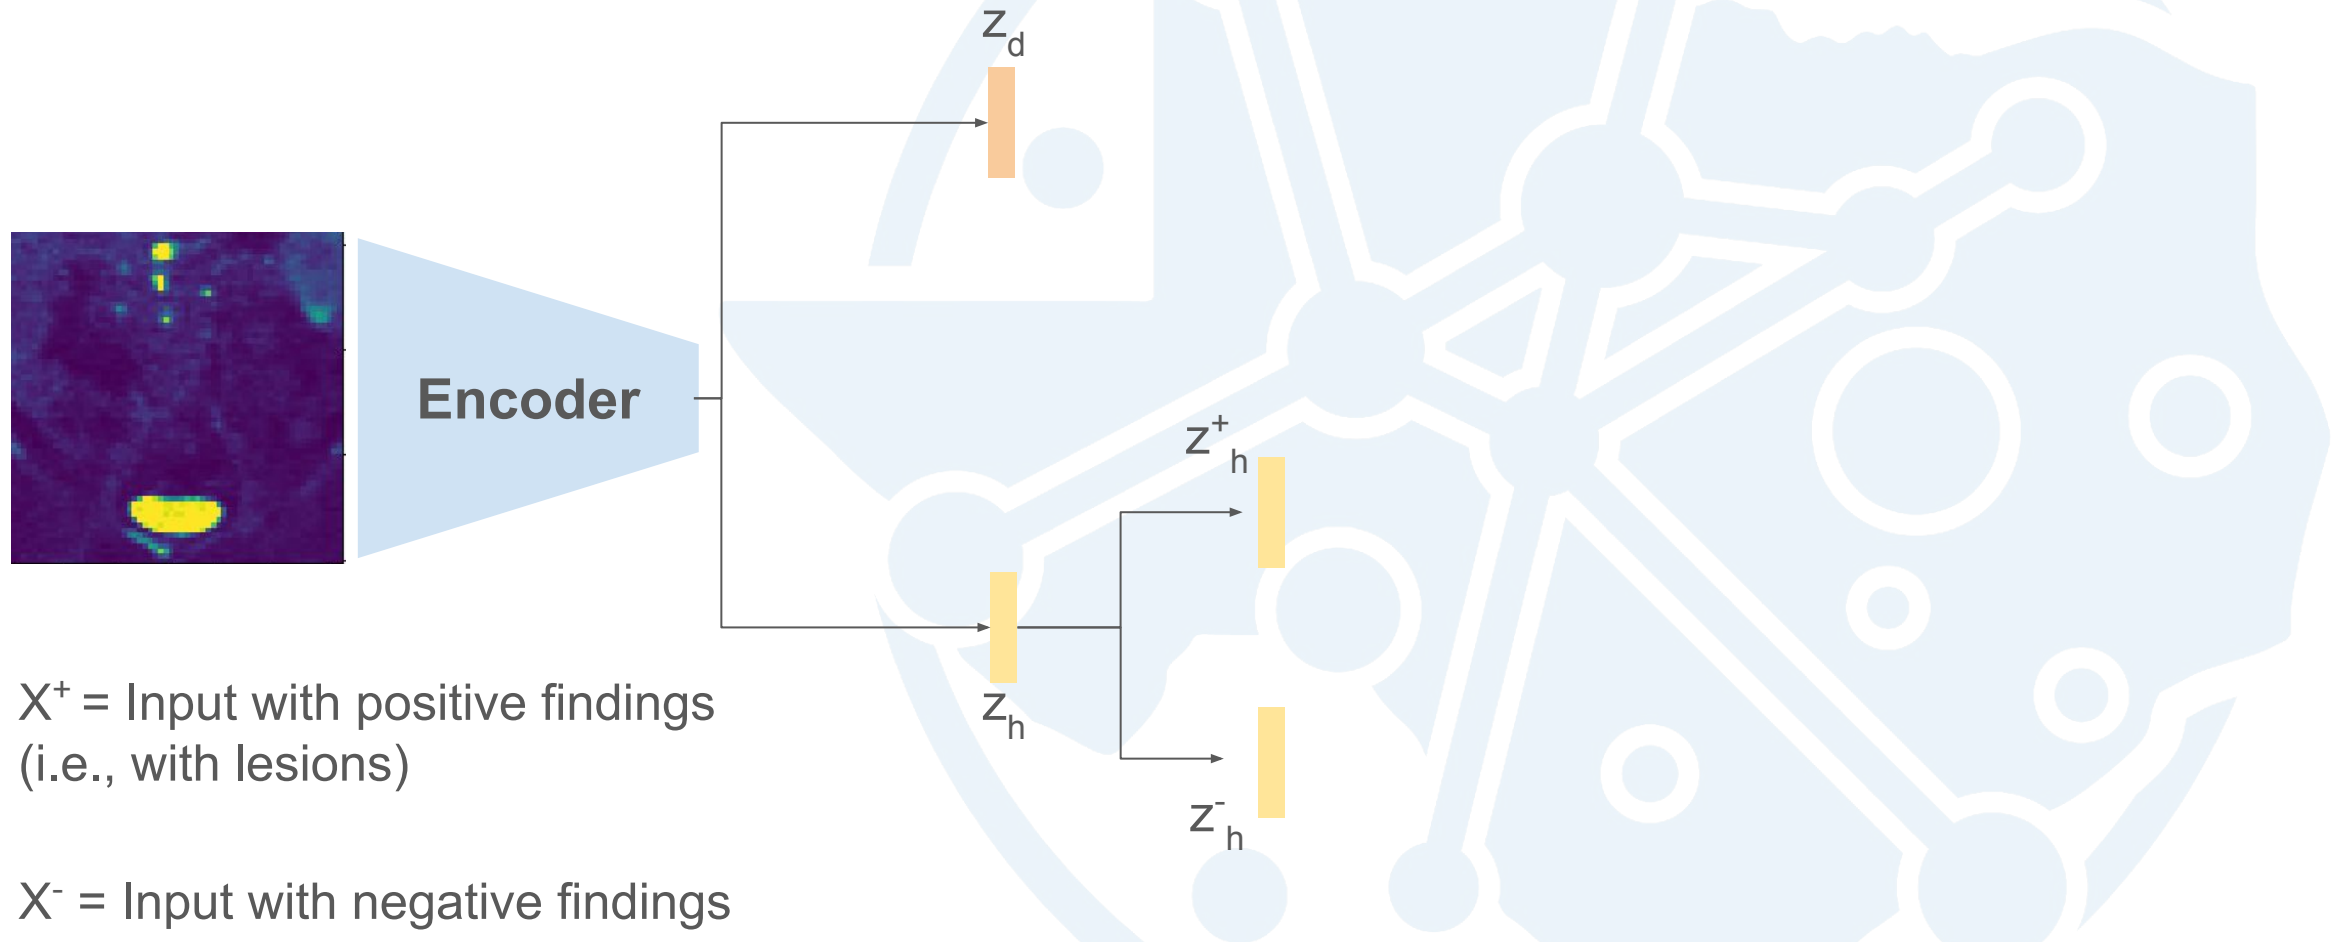 z_d
Encoder
z^+_h
z_h
z^-_h
X^+ = Input with positive findings
(i.e., with lesions)
X^- = Input with negative findings